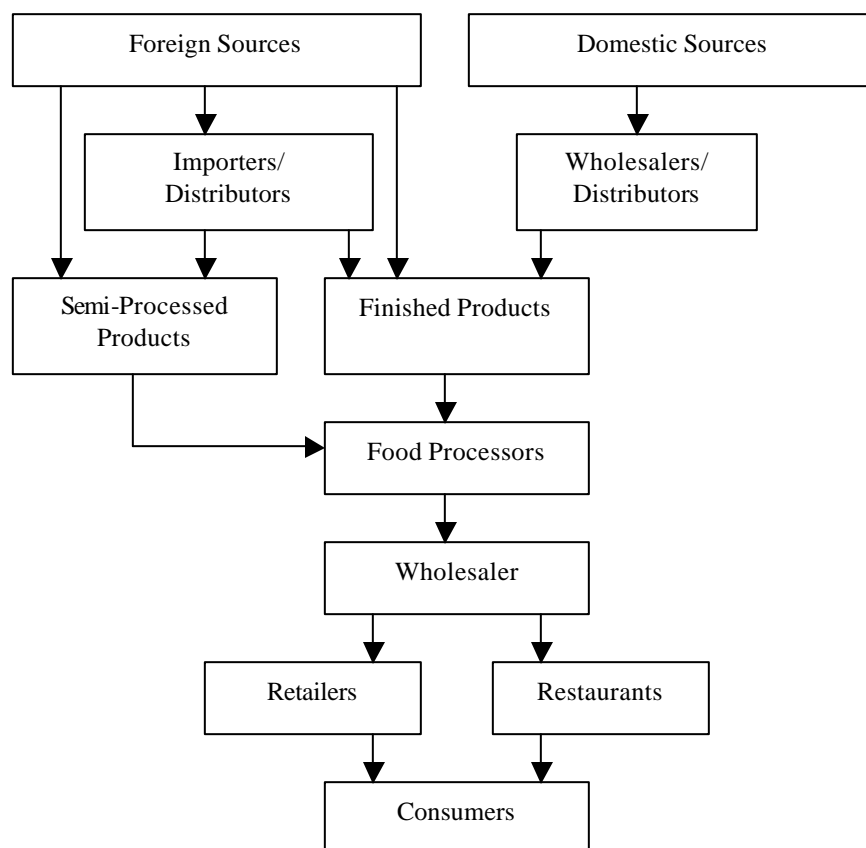 Foreign Sources
Domestic Sources
Importers/
Distributors
Wholesalers/
Distributors
Semi-Processed
Products
Finished Products
Food Processors
Wholesaler
Retailers
Restaurants
Consumers